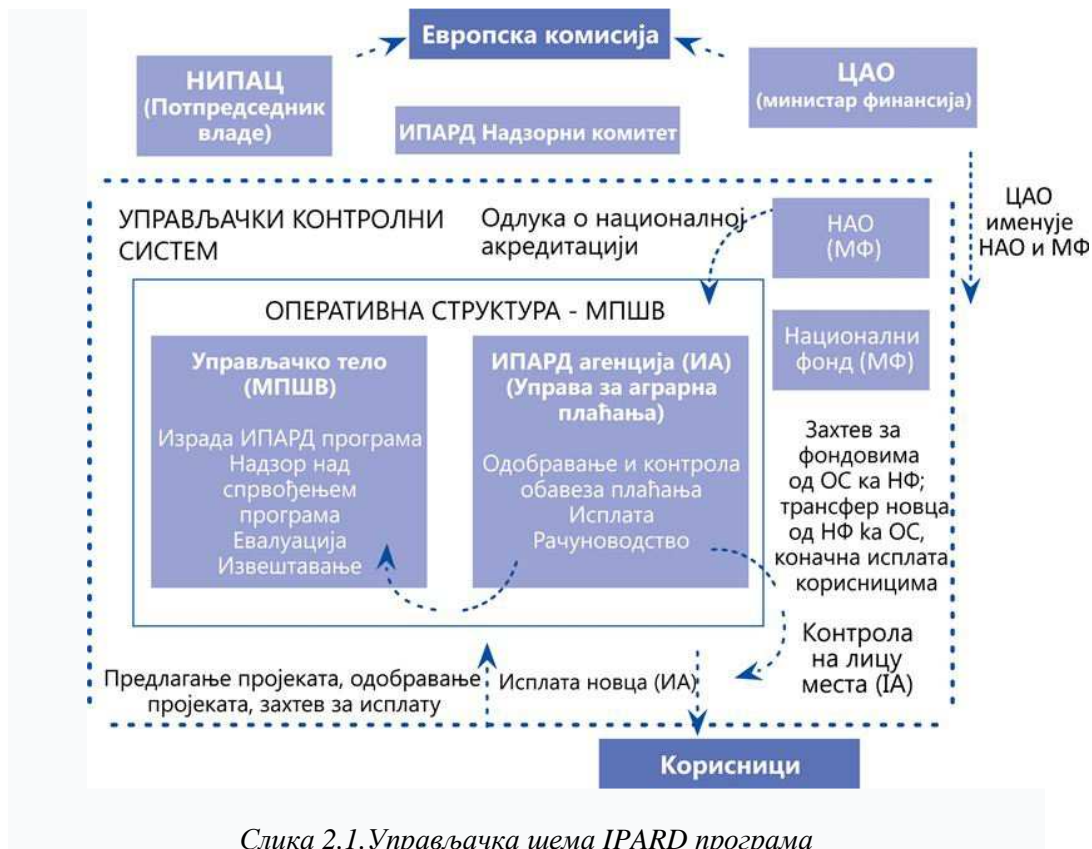 Европска комисија
НИПАЦ
(Потпредседник
владе)
ИПАРД Надзорни комитет
ЦАО
(министар финансија)
ЦАО
именује
НАО и МФ
УПРАВЉАЧКИ КОНТРОЛНИ
СИСТЕМ
Одлука о националној
акредитацији
НАО
(МФ)
Национални
фонд (МФ)
ОПЕРАТИВНА СТРУКТУРА - МПШВ
Управљачко тело
(МПШВ)
Израда ИПАРД програма
Надзор над
спрвођењем
програма
Евалуација
Извештавање
ИПАРД агенција (ИА)
(Управа за аграрна
плаћања)
Одобравање и контрола
обавеза плаћања
Исплата
Рачуноводство
Захтев за
фондовима
од ОС ка НФ;
трансфер новца
од НФ ka ОС,
коначна исплата
корисницима
Контрола
на лицу
места (IA)
Предлагање пројеката, одобравање
пројеката, захтев за исплату
Исплата новца (ИА)
Корисници
Слика 2.1.Управљачка шема IPARD програма